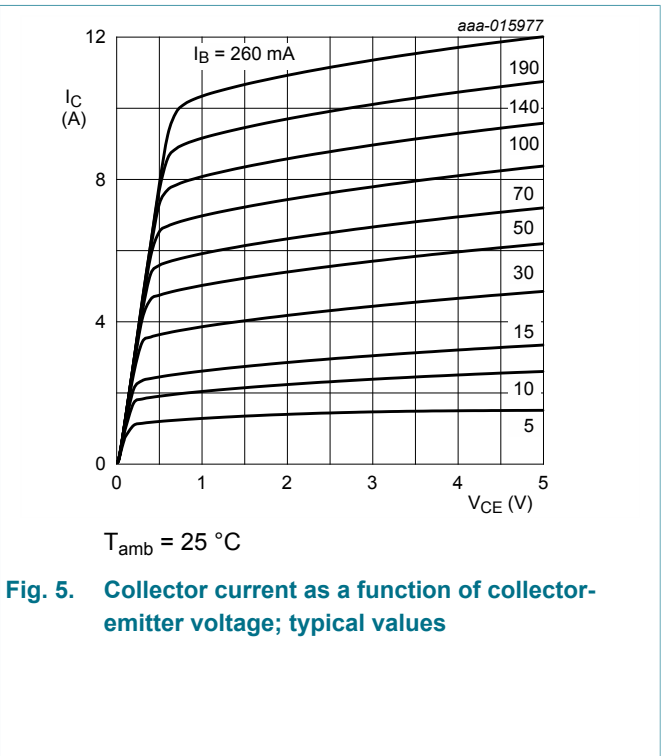 aaa-015977
12
I_B = 260 mA
190
I_C
(A)
140
100
8
70
50
30
4
15
10
5
0
0 1 2 3 4 5
V_CE (V)
T_amb = 25 °C
Fig. 5. Collector current as a function of collector-
emitter voltage; typical values